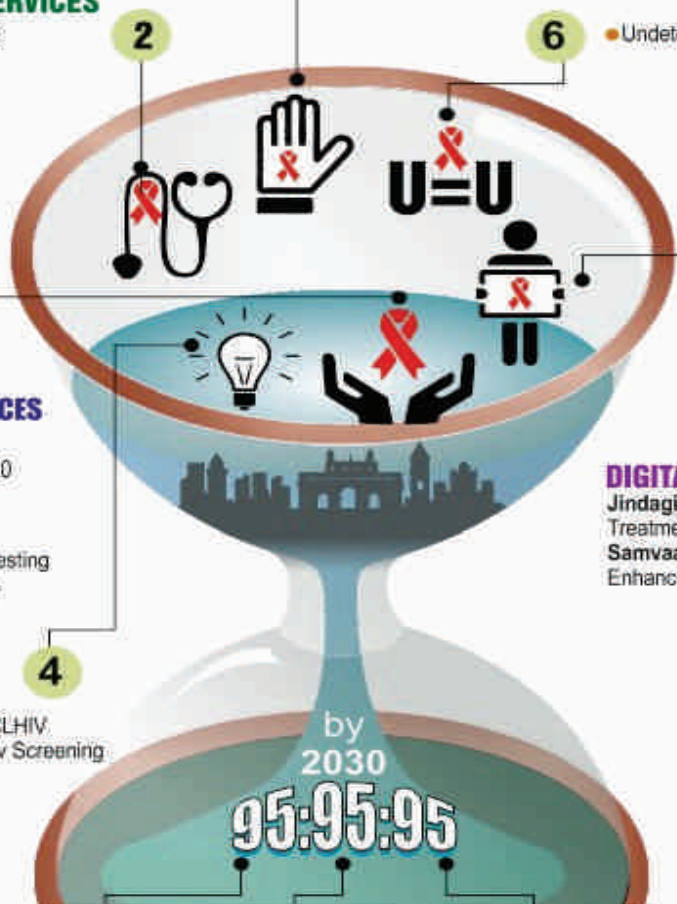 ERVICES
2
6
Undet
U=U
CES
0
DIGITA
Jindagi
Treatme
Samvaa
Enhanc
esting
4
LHIV
v Screening
by
2030
95:95:95